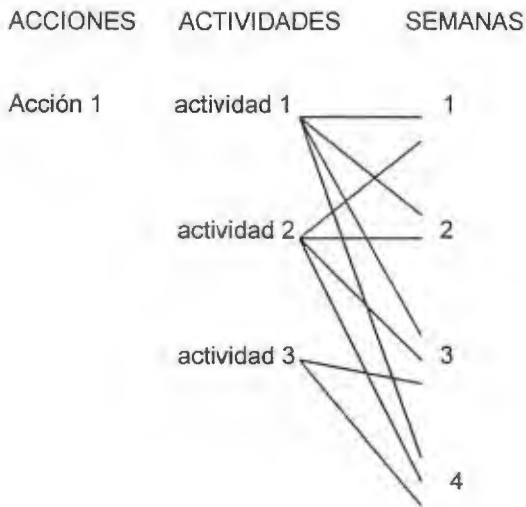 ACCIONES ACTIVIDADES SEMANAS
Acción 1 actividad 1 1
actividad 2 2
actividad 3 3
4